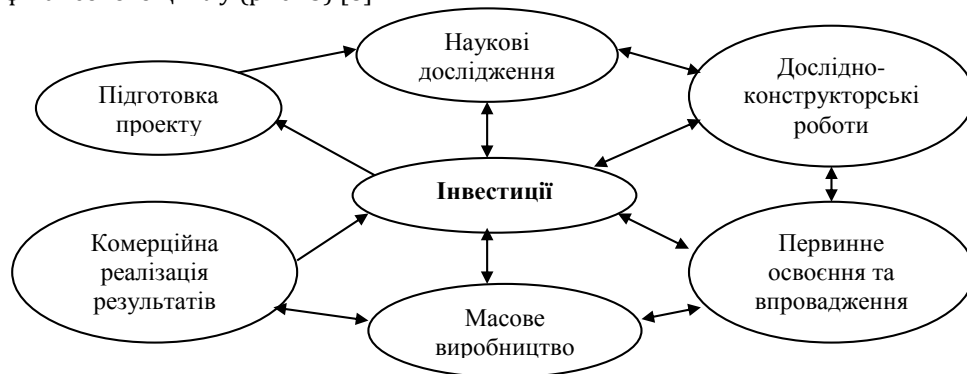 Наукові
дослідження
Дослідно-
конструкторські
роботи
Підготовка
проекту
Інвестиції
Комерційна
реалізація
результатів
Первинне
освоєння та
впровадження
Масове
виробництво